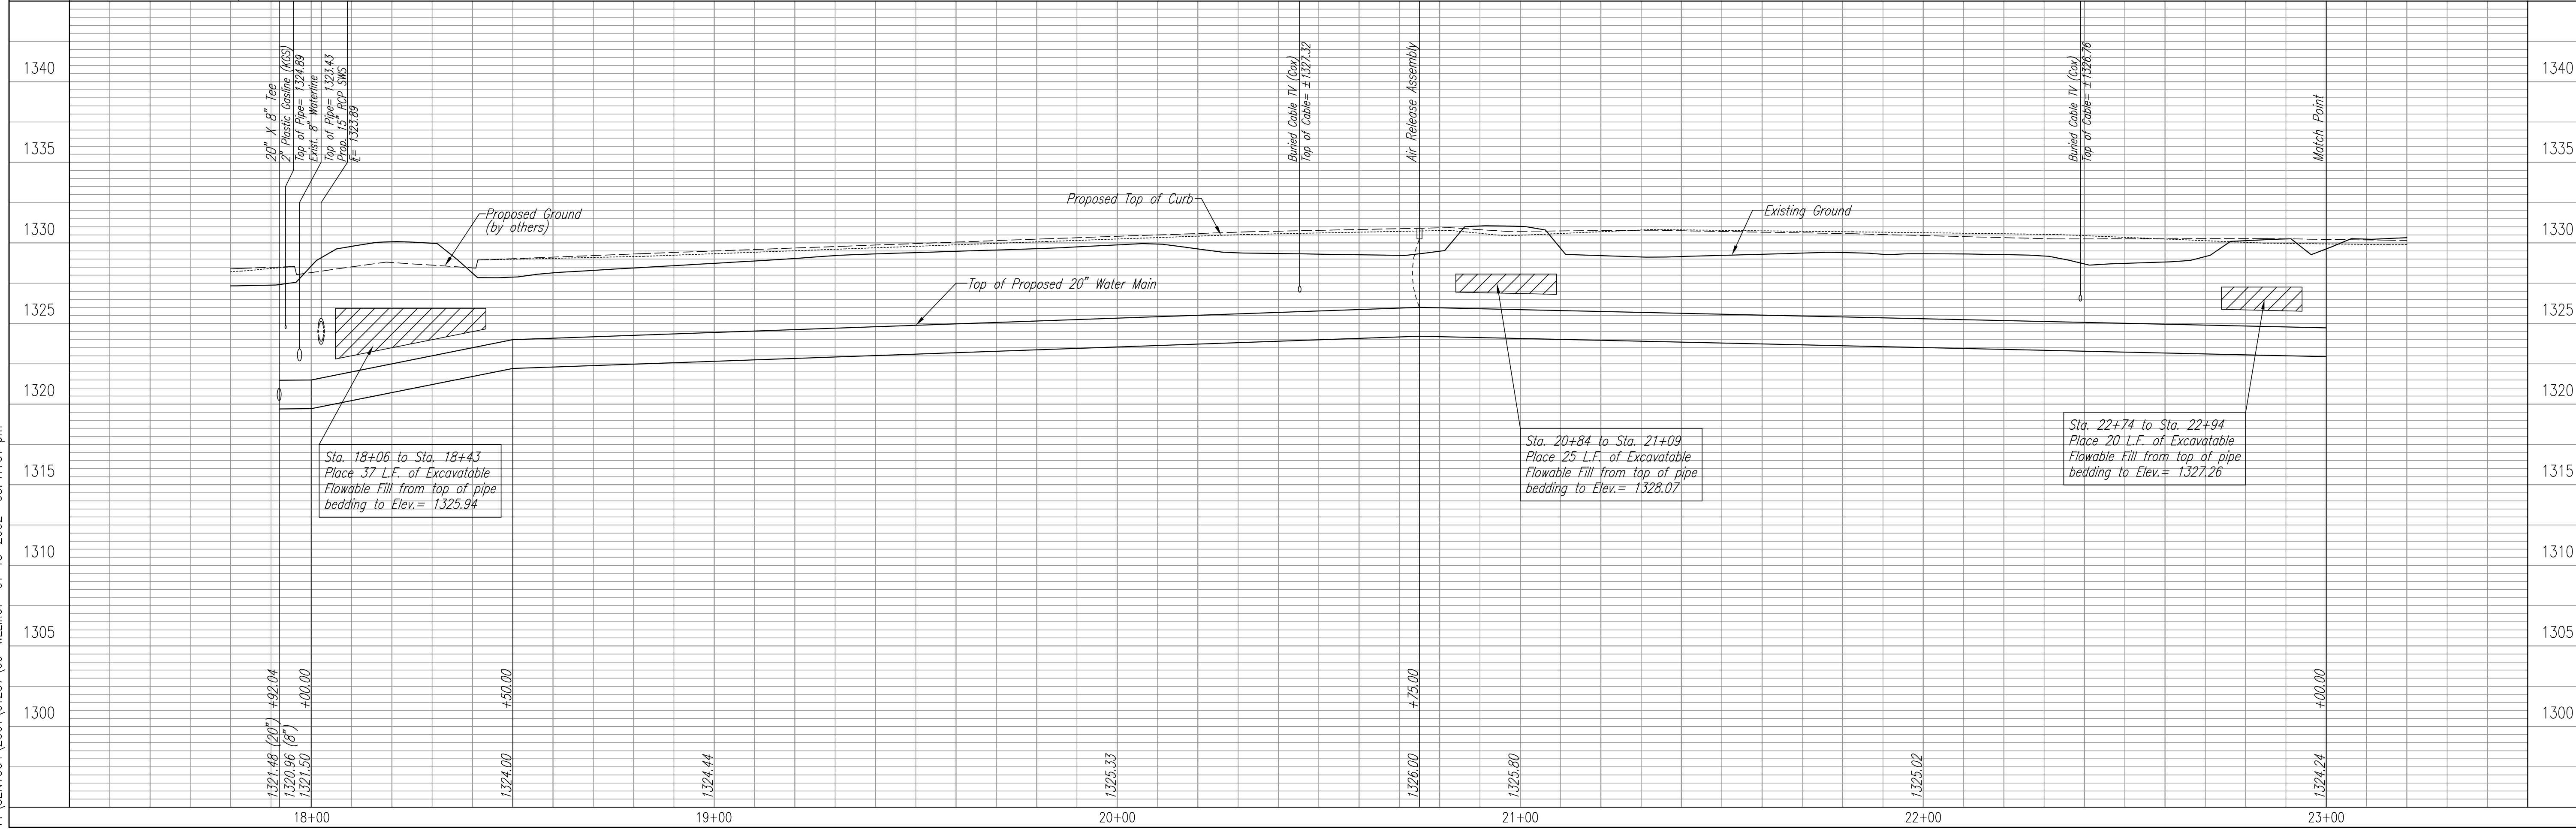 20" X 8" Tee
2" Plastic Gasline (KGS)
Top of Pipe= 1324.89
Exist. 8" Waterline
Top of Pipe= 1323.43
Prop. 15" RCP SWS
℄= 1323.89
Buried Cable TV (Cox)
Top of Cable= ±1327.32
Air Release Assembly
Buried Cable TV (Cox)
Top of Cable= ±1326.76
Match Point
1340
1335
1330
1325
1320
1315
1310
1305
1300
1340
1335
1330
1325
1320
1315
1310
1305
1300
Proposed Ground
(by others)
Proposed Top of Curb
Existing Ground
Top of Proposed 20" Water Main
Sta. 18+06 to Sta. 18+43
Place 37 L.F. of Excavatable
Flowable Fill from top of pipe
bedding to Elev.= 1325.94
Sta. 20+84 to Sta. 21+09
Place 25 L.F. of Excavatable
Flowable Fill from top of pipe
bedding to Elev.= 1328.07
Sta. 22+74 to Sta. 22+94
Place 20 L.F. of Excavatable
Flowable Fill from top of pipe
bedding to Elev.= 1327.26
+92.04
+00.00
+50.00
+75.00
+00.00
1321.48 (20")
1320.96 (8")
1321.50
1324.00
1324.44
1325.33
1326.00
1325.80
1325.02
1324.24
18+00
19+00
20+00
21+00
22+00
23+00